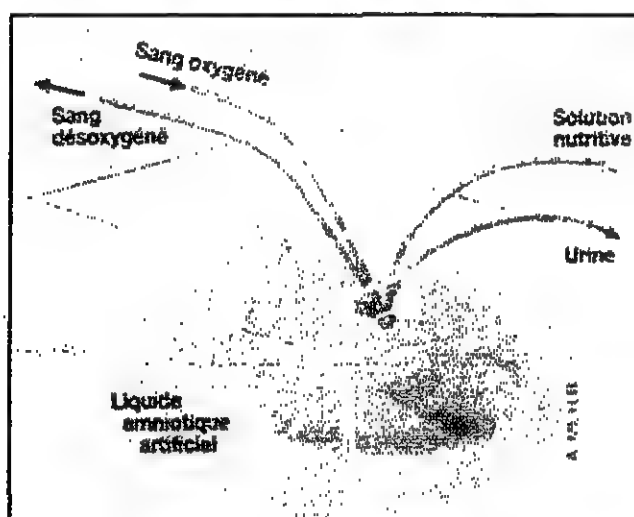 Sang oxygéné
Sang
désoxygéné
Solution
nutritive
Urine
Liquide
amniotique
artificiel